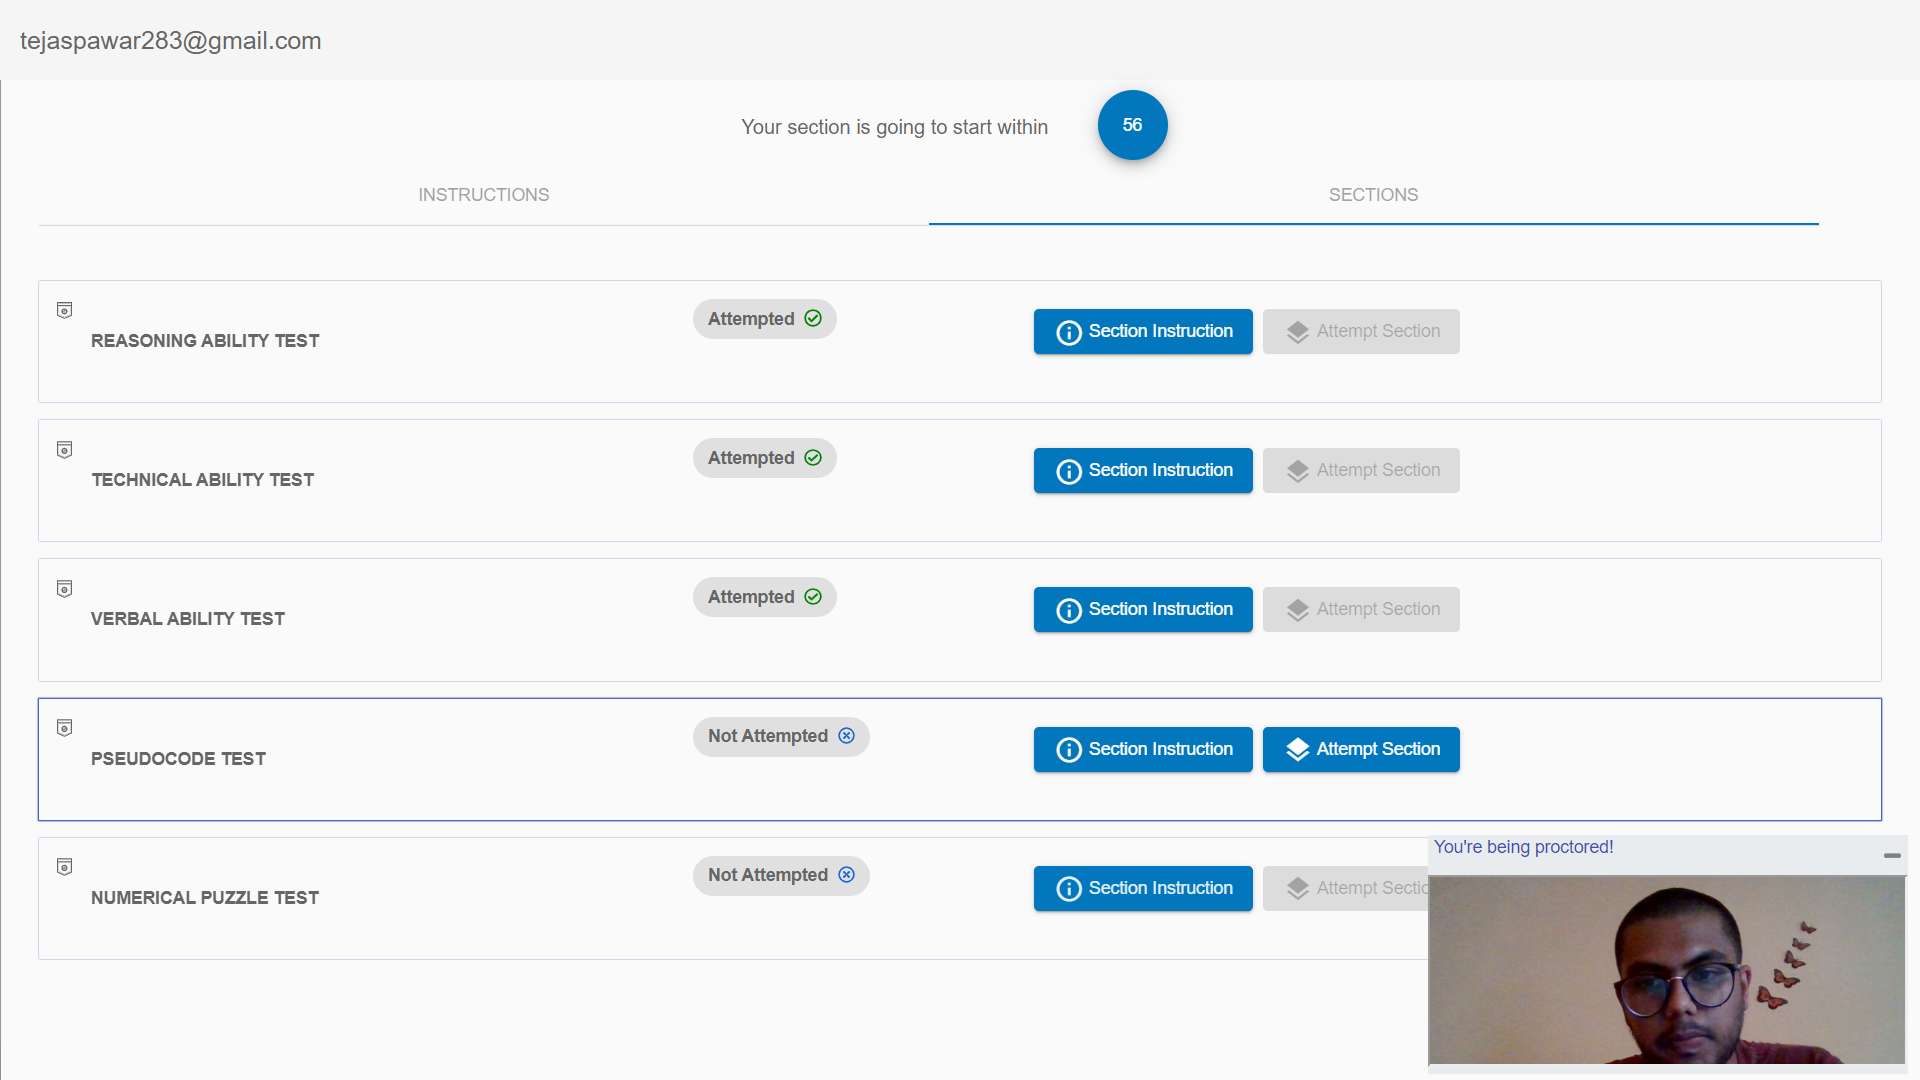 tejaspawar283@gmail.com
Your section is going to start within 56
INSTRUCTIONS SECTIONS
REASONING ABILITY TEST Attempted Section Instruction Attempt Section
TECHNICAL ABILITY TEST Attempted Section Instruction Attempt Section
VERBAL ABILITY TEST Attempted Section Instruction Attempt Section
PSEUDOCODE TEST Not Attempted Section Instruction Attempt Section
You're being proctored!
NUMERICAL PUZZLE TEST Not Attempted Section Instruction Attempt Sectio